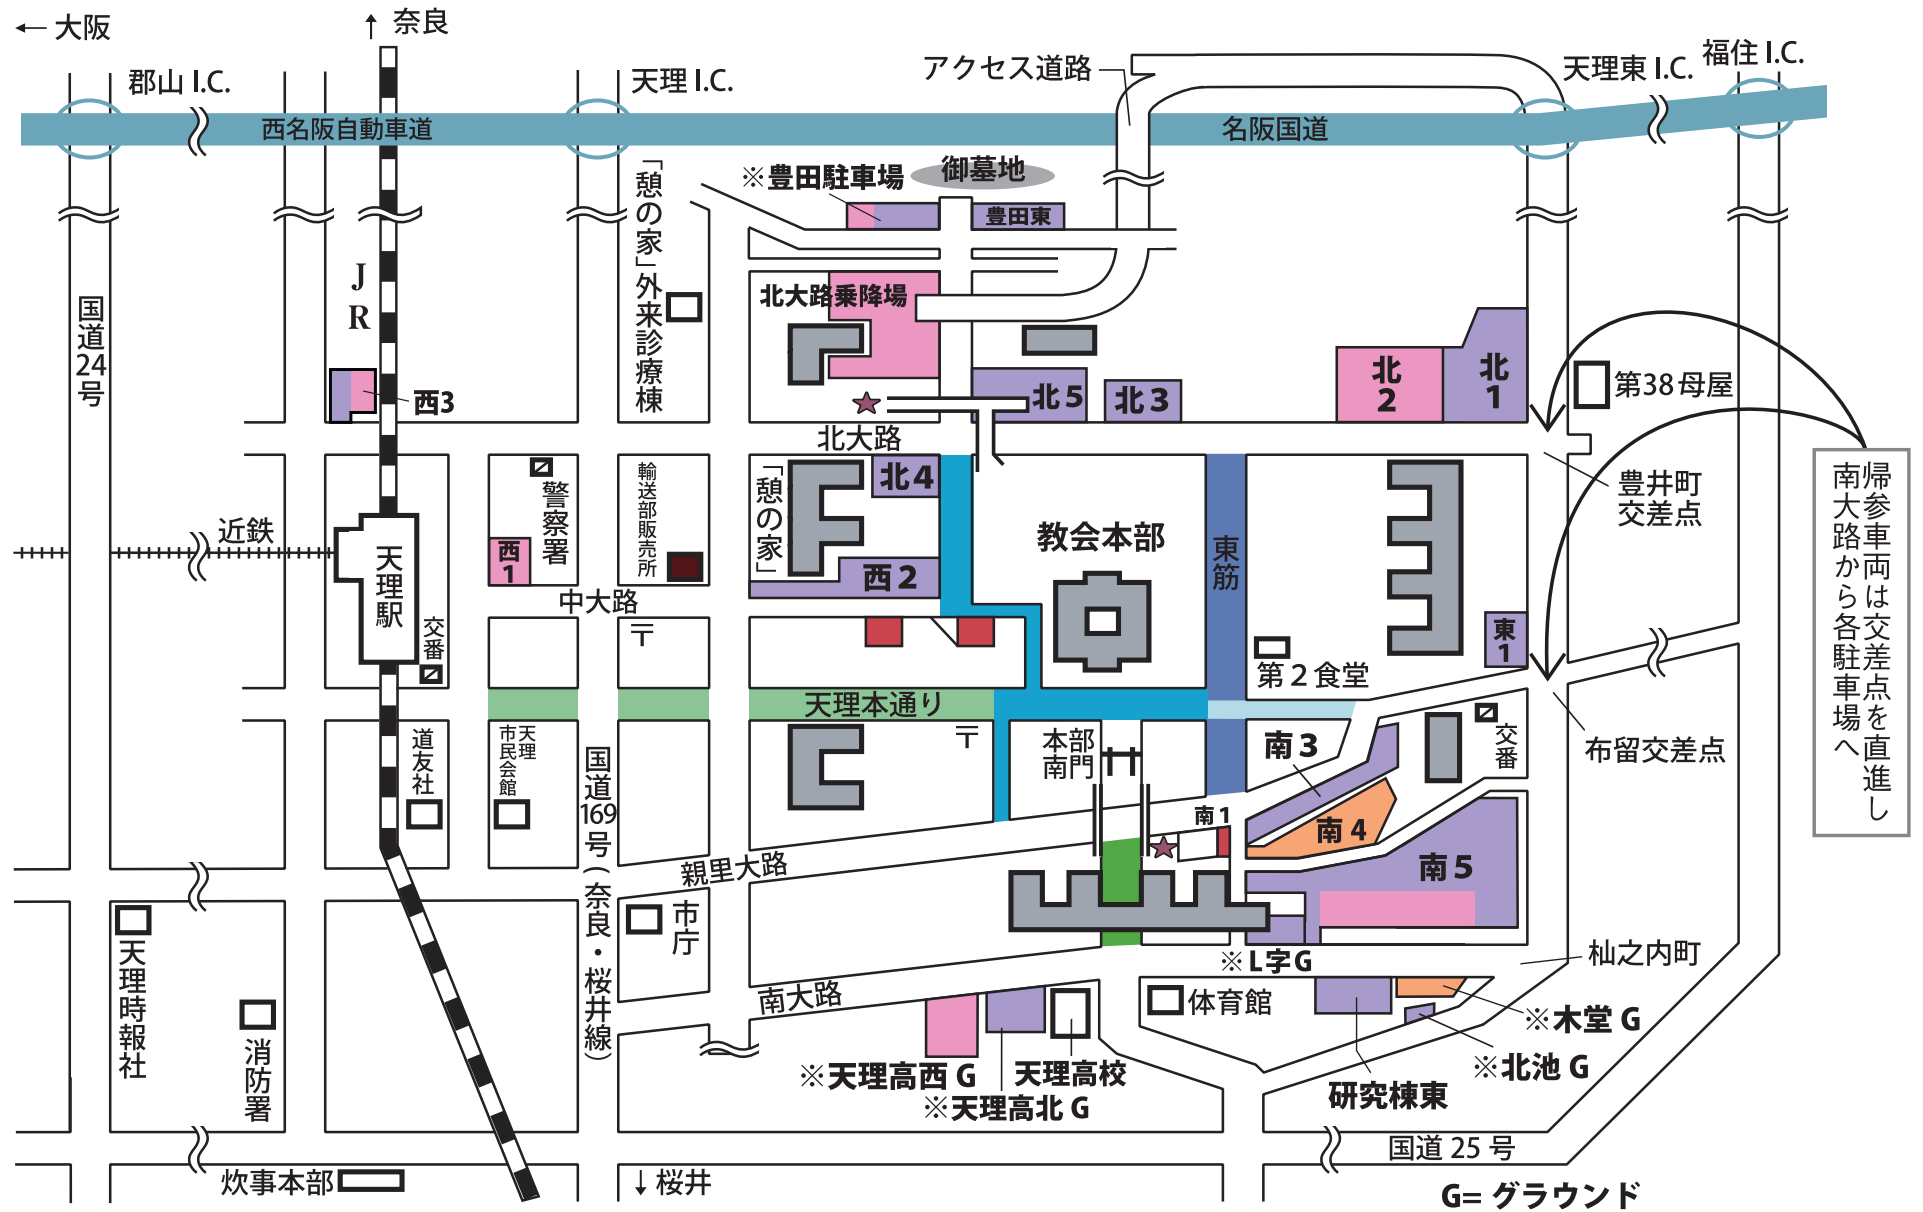 ← 大阪
↑ 奈良
郡山 I.C.
天理 I.C.
アクセス道路
天理東 I.C.
福住 I.C.
西名阪自動車道
名阪国道
「憩の家」外来診療棟
※豊田駐車場
御墓地
豊田東
国道24号
JR
西3
北大路乗降場
北5
北3
北2
北1
第38母屋
北大路
豊井町
交差点
帰参車両は交差点を直進し
南大路から各駐車場へ
近鉄
天理駅
交番
警察署
西1
輸送部販売所
「憩の家」
北4
西2
教会本部
東筋
中大路
〒
第2食堂
東1
天理本通り
布留交差点
道友社
天理
市民会館
国道169号(奈良・桜井線)
〒
本部
南門
南3
交番
南1
南4
南5
親里大路
市庁
天理時報社
消防署
南大路
※L字G
杣之内町
体育館
※木堂 G
※北池 G
※天理高西 G
天理高校
※天理高北 G
研究棟東
国道 25 号
炊事本部
↓ 桜井
G= グラウンド